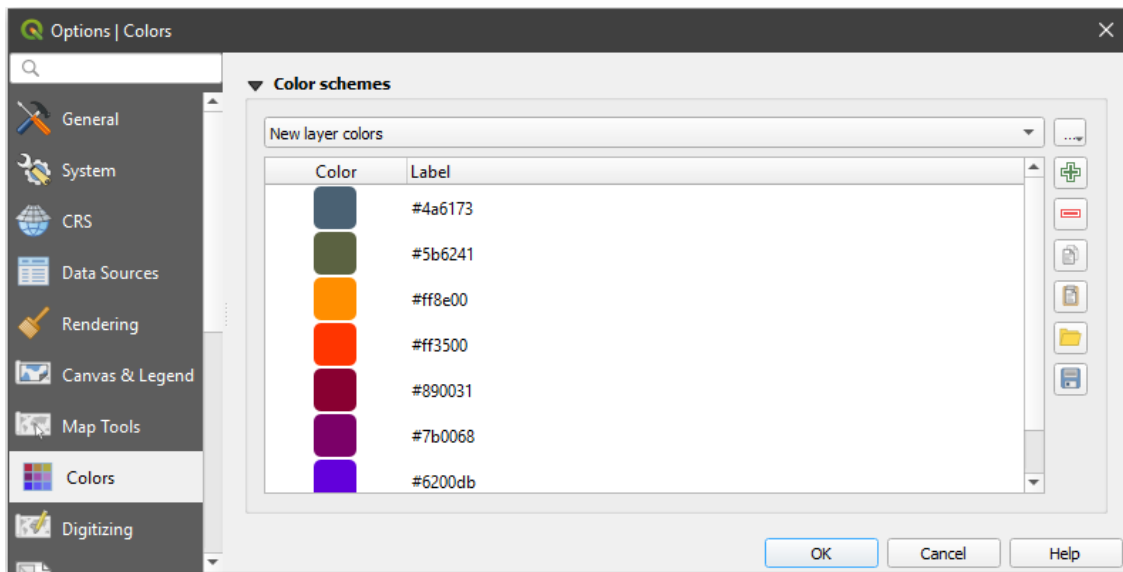 Options | Colors
General
System
CRS
Data Sources
Rendering
Canvas & Legend
Map Tools
Colors
Digitizing
Color schemes
New layer colors
...
Color Label
#4a6173
#5b6241
#ff8e00
#ff3500
#890031
#7b0068
#6200db
OK Cancel Help